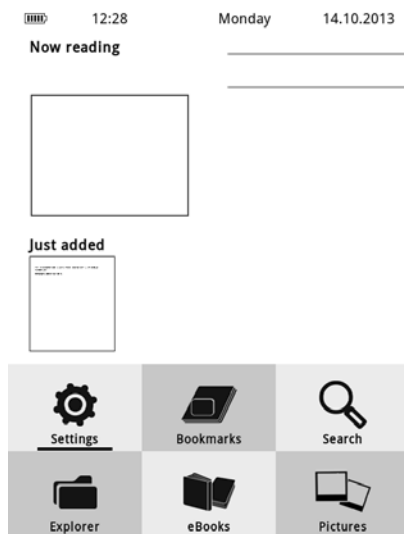 12:28 Monday 14.10.2013
Now reading
Just added
Settings Bookmarks Search
Explorer eBooks Pictures